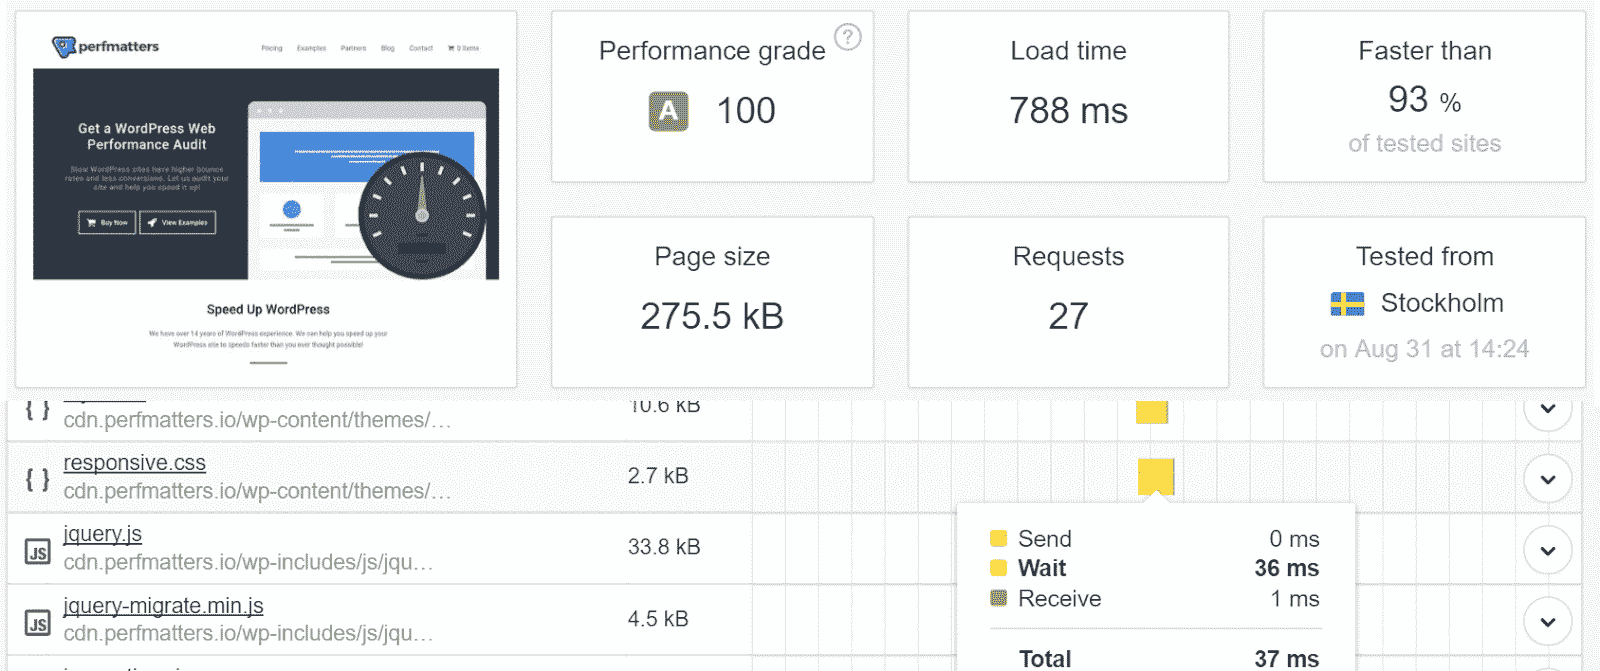 perfmatters
Pricing Examples Partners Blog Contact 0 Items
Get a WordPress Web
Performance Audit
Slow WordPress sites have higher bounce
rates and less conversions. Let us audit your
site and help you speed it up!
Buy Now View Examples
Speed Up WordPress
We have over 14 years of WordPress experience. We can help you speed up your
WordPress site to speeds faster than you ever thought possible!
Performance grade ?
A 100
Load time
788 ms
Faster than
93 %
of tested sites
Page size
275.5 kB
Requests
27
Tested from
Stockholm
on Aug 31 at 14:24
{ } 10.6 kB
cdn.perfmatters.io/wp-content/themes/…
responsive.css
{ } 2.7 kB
cdn.perfmatters.io/wp-content/themes/…
jquery.js
JS 33.8 kB
cdn.perfmatters.io/wp-includes/js/jqu…
jquery-migrate.min.js
JS 4.5 kB
cdn.perfmatters.io/wp-includes/js/jqu…
Send 0 ms
Wait 36 ms
Receive 1 ms
Total 37 ms